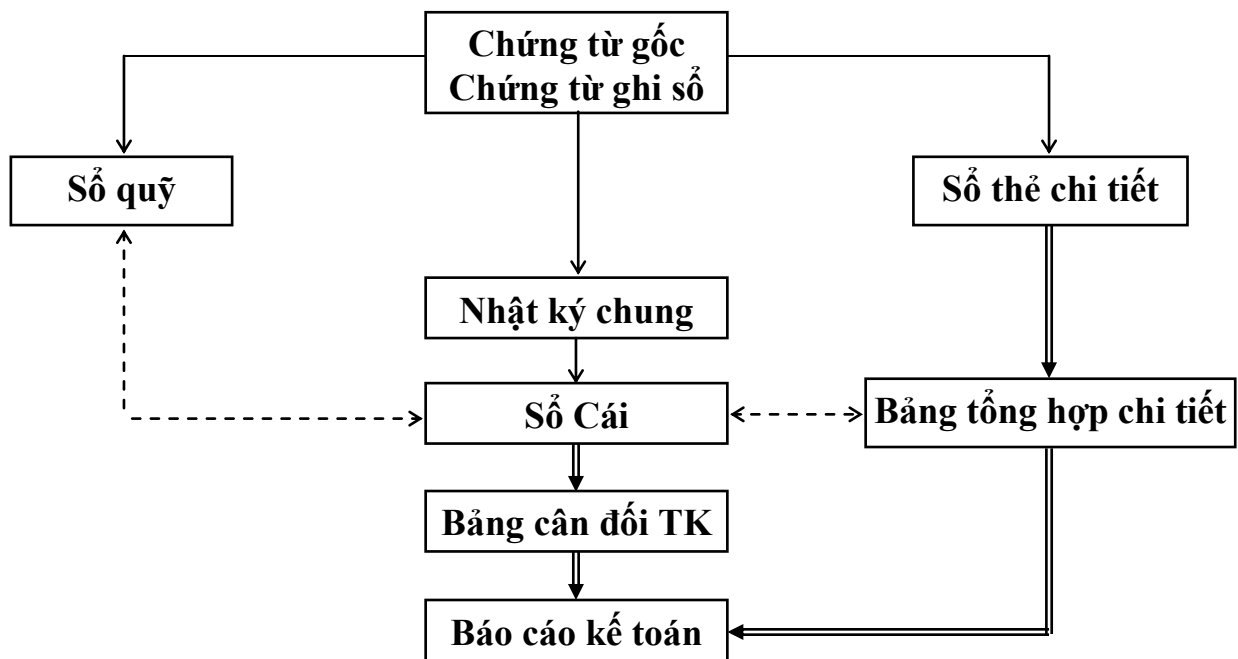 Chứng từ gốc
Chứng từ ghi sổ
Sổ quỹ
Sổ thẻ chi tiết
Nhật ký chung
Sổ Cái
Bảng tổng hợp chi tiết
Bảng cân đối TK
Báo cáo kế toán